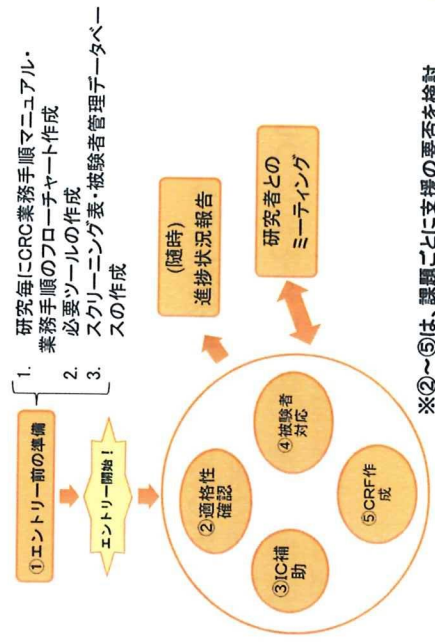 ①エントリー前の準備
1. 研究毎にCRC業務手順マニュアル・
業務手順のフローチャート作成
2. 必要ツールの作成
3. スクリーニング表・被験者管理データベー
スの作成
エントリー開始！
②適格性
確認
③IC補
助
④被験者
対応
⑤CRF作
成
(随時)
進捗状況報告
研究者との
ミーティング
※②～⑤は、課題ごとに支援の要否を検討